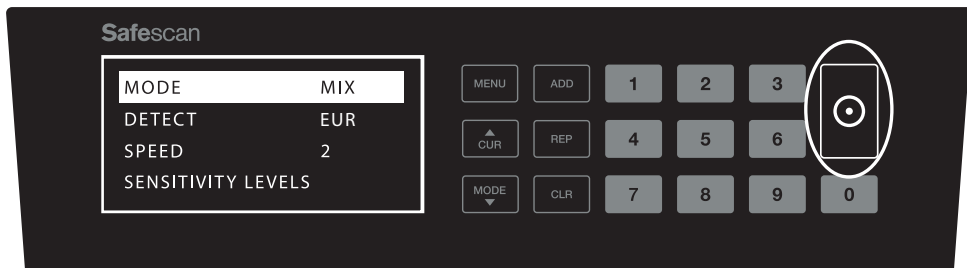 Safescan
MODE MIX
DETECT EUR
SPEED 2
SENSITIVITY LEVELS
MENU ADD 1 2 3
CUR REP 4 5 6
MODE CLR 7 8 9 0